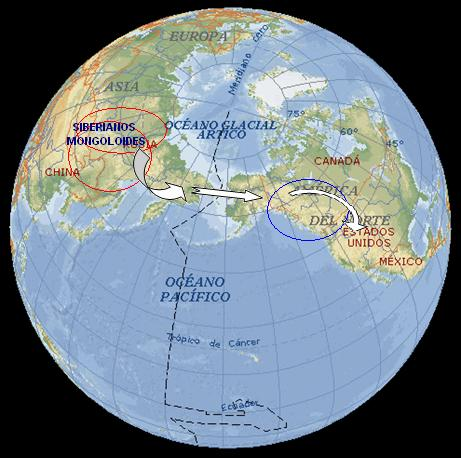 EUROPA
Meridiano cero
ASIA
75°
SIBERIANOS
OCÉANO GLACIAL
ÁRTICO
60°
MONGOLOIDES
45°
CANADÁ
CHINA
AMÉRICA
DEL NORTE
ESTADOS
UNIDOS
MÉXICO
OCÉANO
PACÍFICO
Trópico de Cáncer
Ecuador